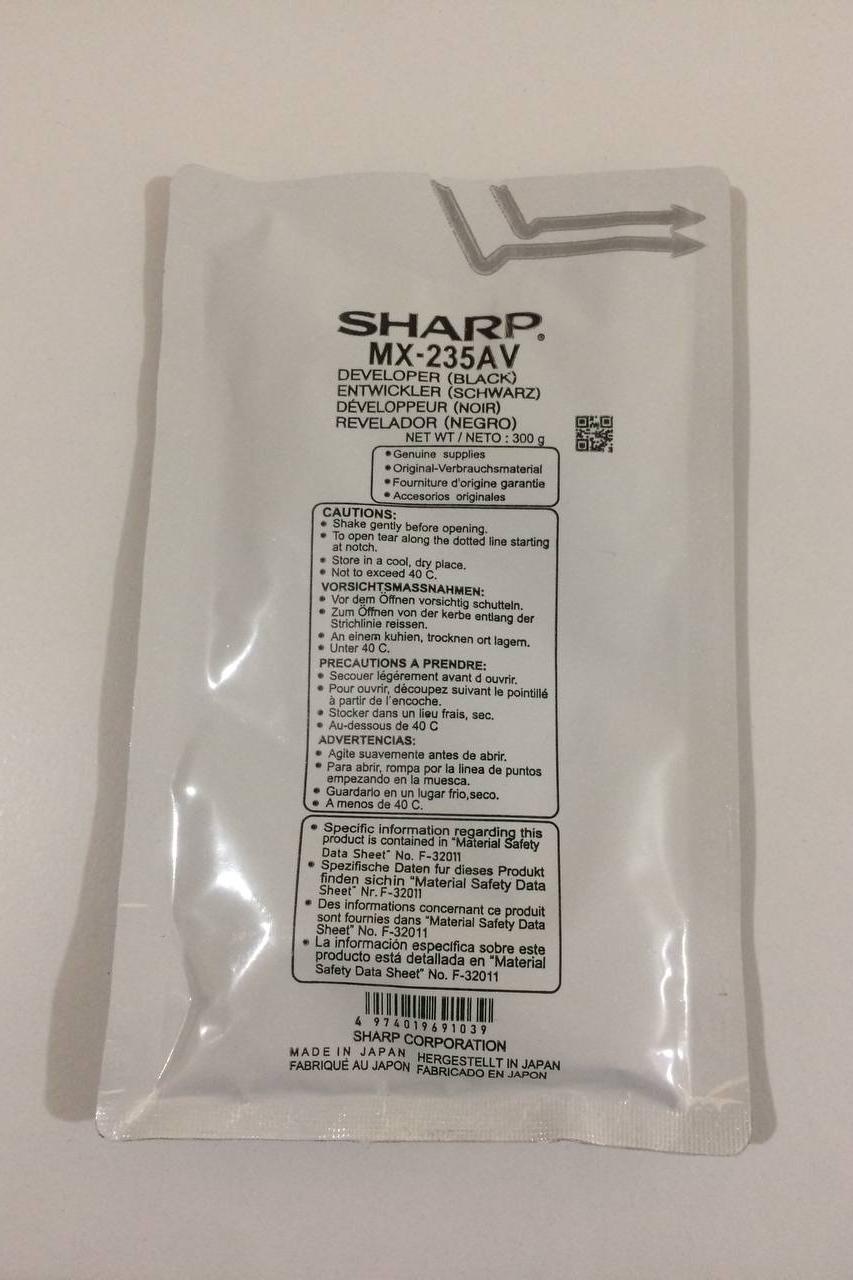 SHARP®
MX-235AV
DEVELOPER (BLACK)
ENTWICKLER (SCHWARZ)
DÉVELOPPEUR (NOIR)
REVELADOR (NEGRO)
NET WT / NETO : 300 g
• Genuine supplies
• Original-Verbrauchsmaterial
• Fourniture d'origine garantie
• Accesorios originales
CAUTIONS:
• Shake gently before opening.
• To open tear along the dotted line starting
at notch.
• Store in a cool, dry place.
• Not to exceed 40 C.
VORSICHTSMASSNAHMEN:
• Vor dem Öffnen vorsichtig schutteln.
• Zum Öffnen von der kerbe entlang der
Strichlinie reissen.
• An einem kuhien, trocknen ort lagern.
• Unter 40 C.
PRECAUTIONS A PRENDRE:
• Secouer légérement avant d ouvrir.
• Pour ouvrir, découpez suivant le pointillé
à partir de l'encoche.
• Stocker dans un lieu frais, sec.
• Au-dessous de 40 C
ADVERTENCIAS:
• Agite suavemente antes de abrir.
• Para abrir, rompa por la linea de puntos
empezando en la muesca.
• Guardarlo en un lugar frio,seco.
• A menos de 40 C.
• Specific information regarding this
product is contained in "Material Safety
Data Sheet" No. F-32011
• Spezifische Daten fur dieses Produkt
finden sichin "Material Safety Data
Sheet" Nr. F-32011
• Des informations concernant ce produit
sont fournies dans "Material Safety Data
Sheet" No. F-32011
• La información especifica sobre este
producto está detallada en "Material
Safety Data Sheet" No. F-32011
4 974019691039
SHARP CORPORATION
MADE IN JAPAN HERGESTELLT IN JAPAN
FABRIQUÉ AU JAPON FABRICADO EN JAPON